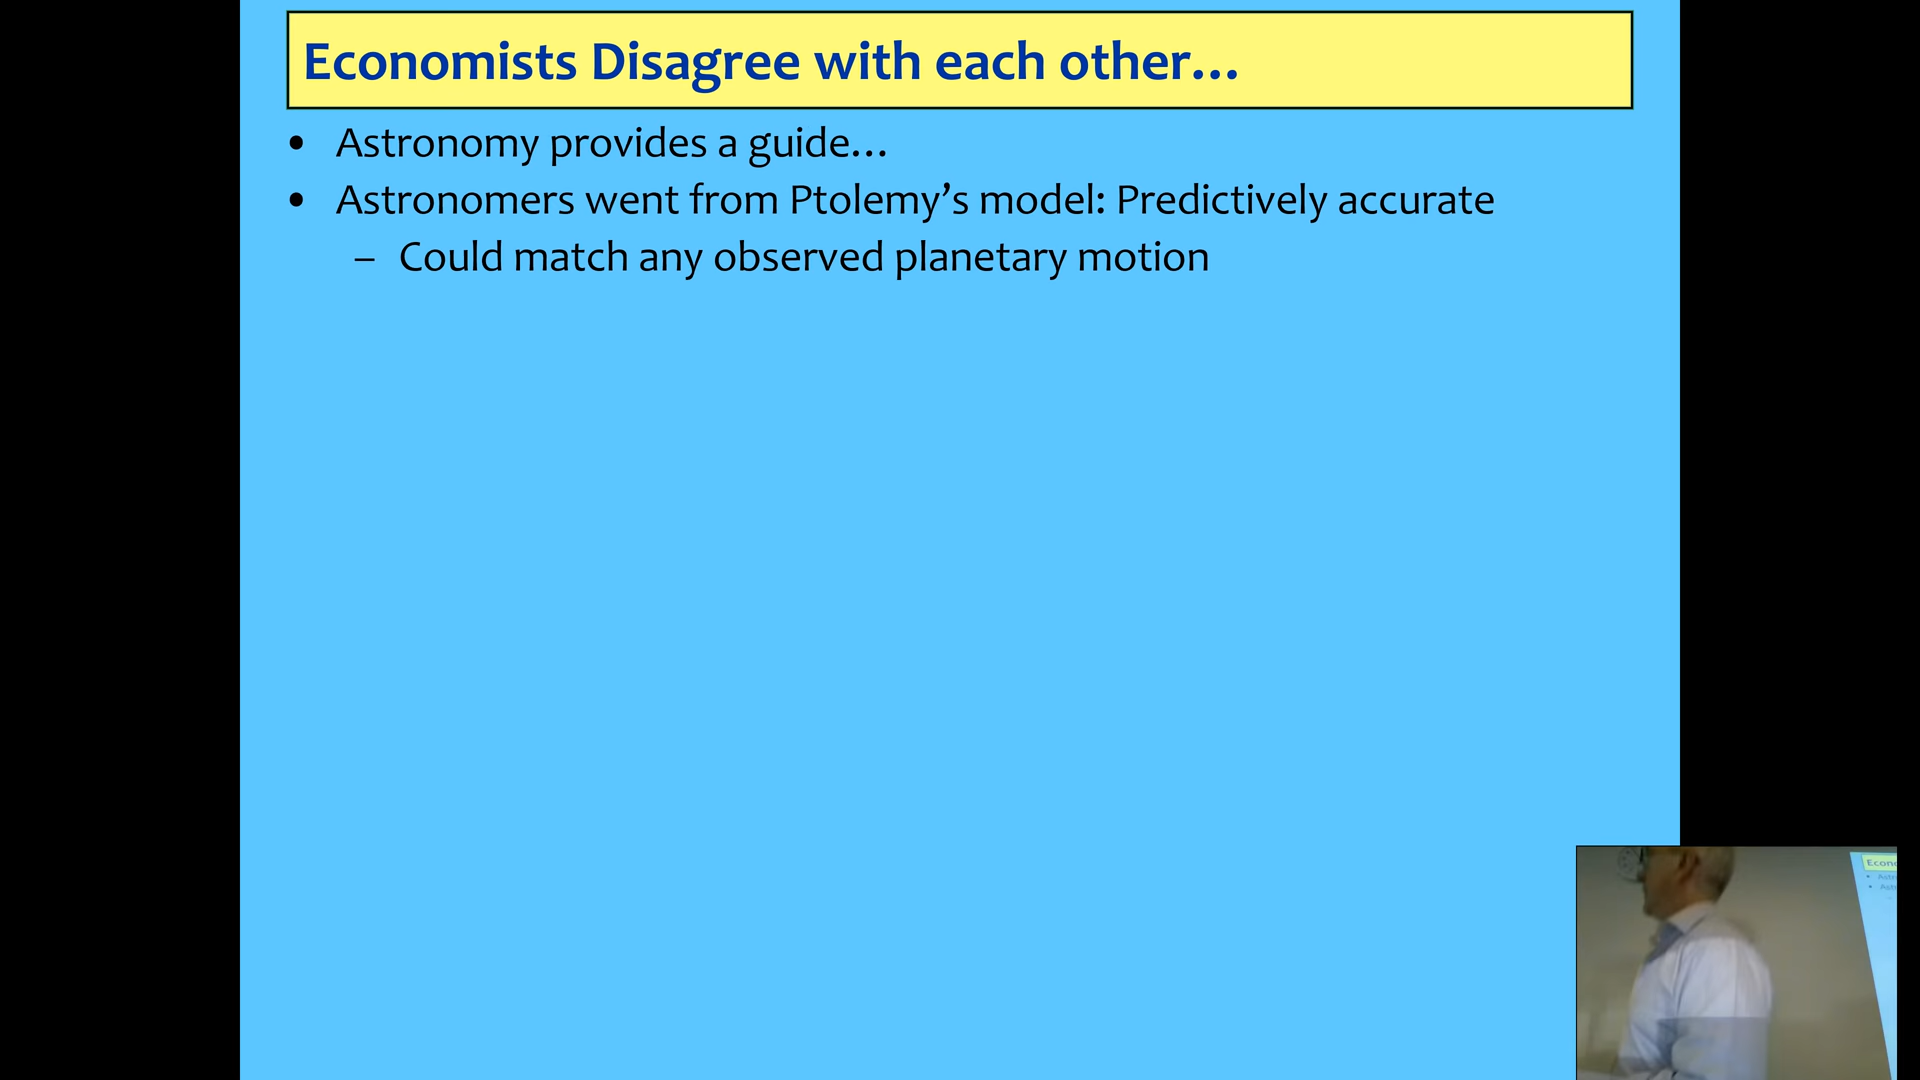 Economists Disagree with each other…
• Astronomy provides a guide…
• Astronomers went from Ptolemy’s model: Predictively accurate
– Could match any observed planetary motion
Econ